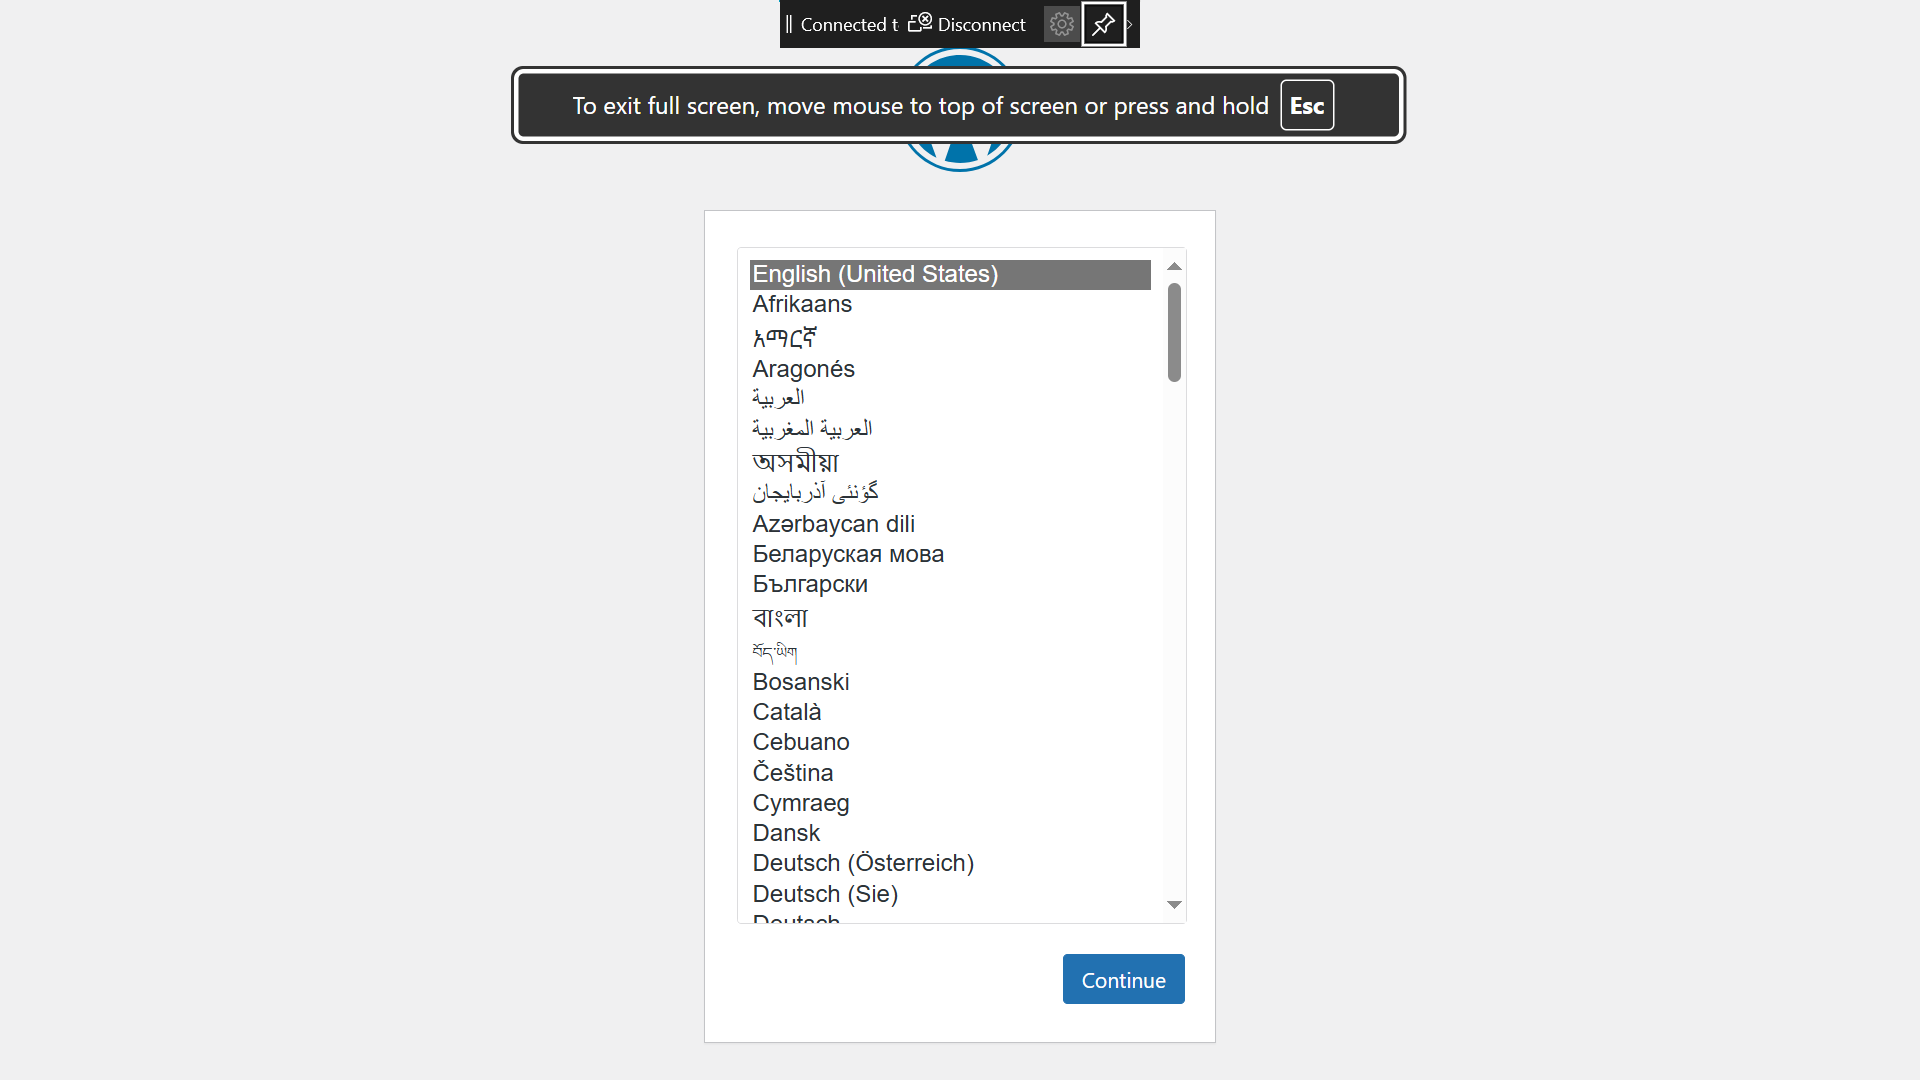 Connected t
Disconnect
To exit full screen, move mouse to top of screen or press and hold Esc
English (United States)
Afrikaans
አማርኛ
Aragonés
العربية
العربية المغربية
অসমীয়া
گؤنئی آذربایجان
Azərbaycan dili
Беларуская мова
Български
বাংলা
བོད་ཡིག
Bosanski
Català
Cebuano
Čeština
Cymraeg
Dansk
Deutsch (Österreich)
Deutsch (Sie)
Deutsch
Continue